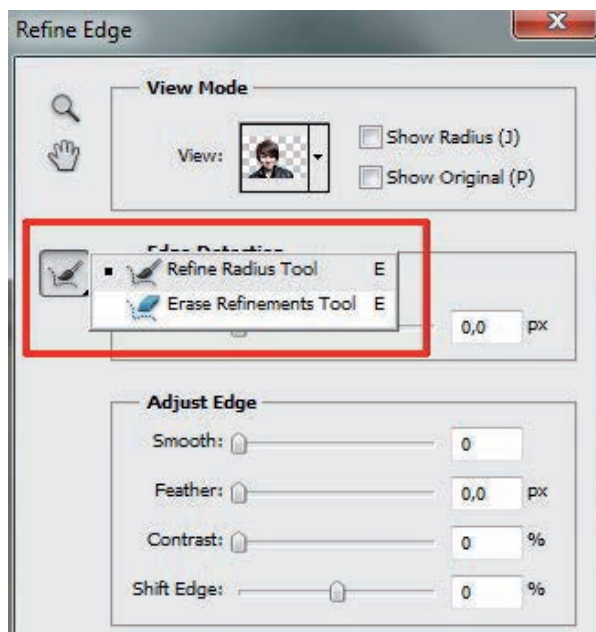 Refine Edge
View Mode
Show Radius (J)
View:
Show Original (P)
Refine Radius Tool E
Erase Refinements Tool E
0,0 px
Adjust Edge
Smooth: 0
Feather: 0,0 px
Contrast: 0 %
Shift Edge: 0 %